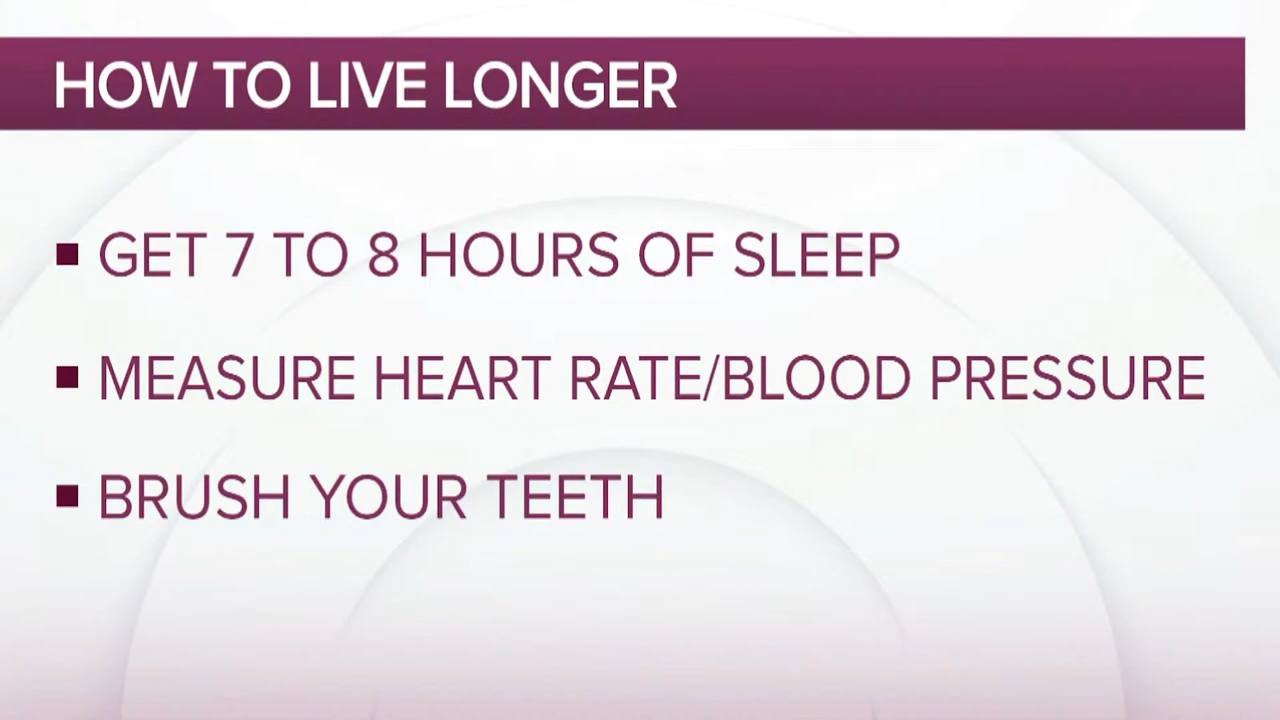 HOW TO LIVE LONGER
▪ GET 7 TO 8 HOURS OF SLEEP
▪ MEASURE HEART RATE/BLOOD PRESSURE
▪ BRUSH YOUR TEETH